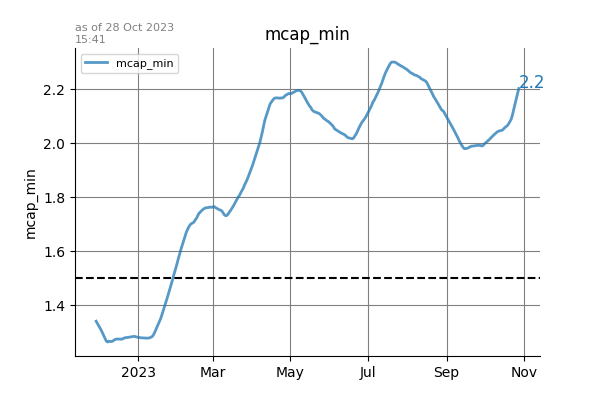 as of 28 Oct 2023
15:41
mcap_min
mcap_min
2.2
2.2
2.0
1.8
1.6
1.4
mcap_min
2023 Mar May Jul Sep Nov